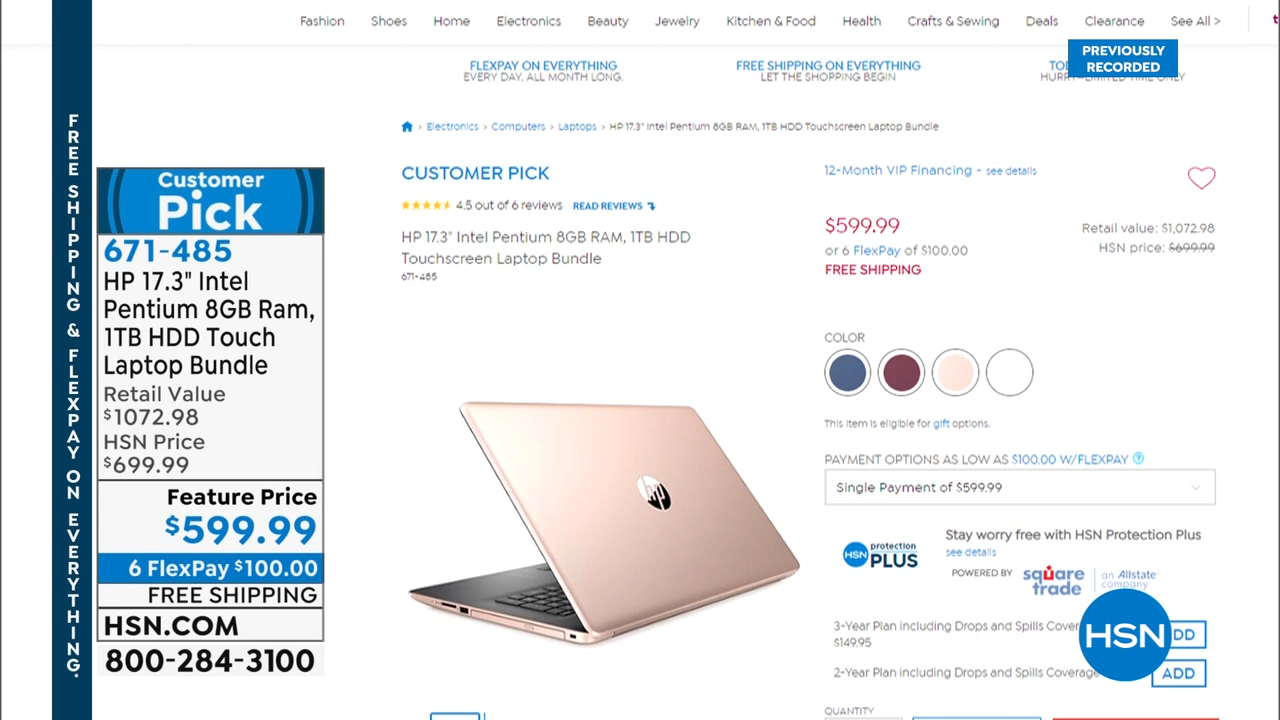 Fashion Shoes Home Electronics Beauty Jewelry Kitchen & Food Health Crafts & Sewing Deals Clearance See All >
PREVIOUSLY
RECORDED
FLEXPAY ON EVERYTHING
EVERY DAY. ALL MONTH LONG.
FREE SHIPPING ON EVERYTHING
LET THE SHOPPING BEGIN
FREE SHIPPING & FLEXPAY ON EVERYTHING.
Customer
Pick
671-485
HP 17.3" Intel
Pentium 8GB Ram,
1TB HDD Touch
Laptop Bundle
Retail Value
$1072.98
HSN Price
$699.99
Feature Price
$599.99
6 FlexPay $100.00
FREE SHIPPING
HSN.COM
800-284-3100
> Electronics > Computers > Laptops > HP 17.3" Intel Pentium 8GB RAM, 1TB HDD Touchscreen Laptop Bundle
CUSTOMER PICK
4.5 out of 6 reviews READ REVIEWS
HP 17.3" Intel Pentium 8GB RAM, 1TB HDD
Touchscreen Laptop Bundle
671-485
hp
12-Month VIP Financing - see details
$599.99
Retail value: $1,072.98
or 6 FlexPay of $100.00
HSN price: $699.99
FREE SHIPPING
COLOR
This item is eligible for gift options.
PAYMENT OPTIONS AS LOW AS $100.00 W/FLEXPAY ?
Single Payment of $599.99
HSN protection
PLUS
Stay worry free with HSN Protection Plus
see details
POWERED BY square
trade
an Allstate
company
3-Year Plan including Drops and Spills
$149.95
HSN
2-Year Plan including Drops and Spills Coverage
ADD
QUANTITY